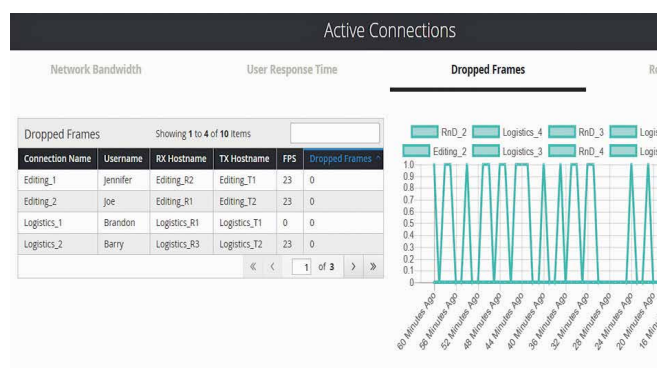 Active Connections
Network Bandwidth User Response Time Dropped Frames
Dropped Frames Showing 1 to 4 of 10 Items
Connection Name Username RX Hostname TX Hostname FPS Dropped Frames
Editing_1 Jennifer Editing_R2 Editing_T1 23 0
Editing_2 Joe Editing_R1 Editing_T2 23 0
Logistics_1 Brandon Logistics_R1 Logistics_T1 0 0
Logistics_2 Barry Logistics_R3 Logistics_T2 23 0
« < 1 of 3 > »
RnD_2 Logistics_4 RnD_3 Logis
Editing_2 Logistics_3 RnD_4 Logis
1.0
0.9
0.8
0.7
0.6
0.5
0.4
0.3
0.2
0.1
0
60 Minutes Ago
56 Minutes Ago
52 Minutes Ago
48 Minutes Ago
44 Minutes Ago
40 Minutes Ago
36 Minutes Ago
32 Minutes Ago
28 Minutes Ago
24 Minutes Ago
20 Minutes Ago
16 Min